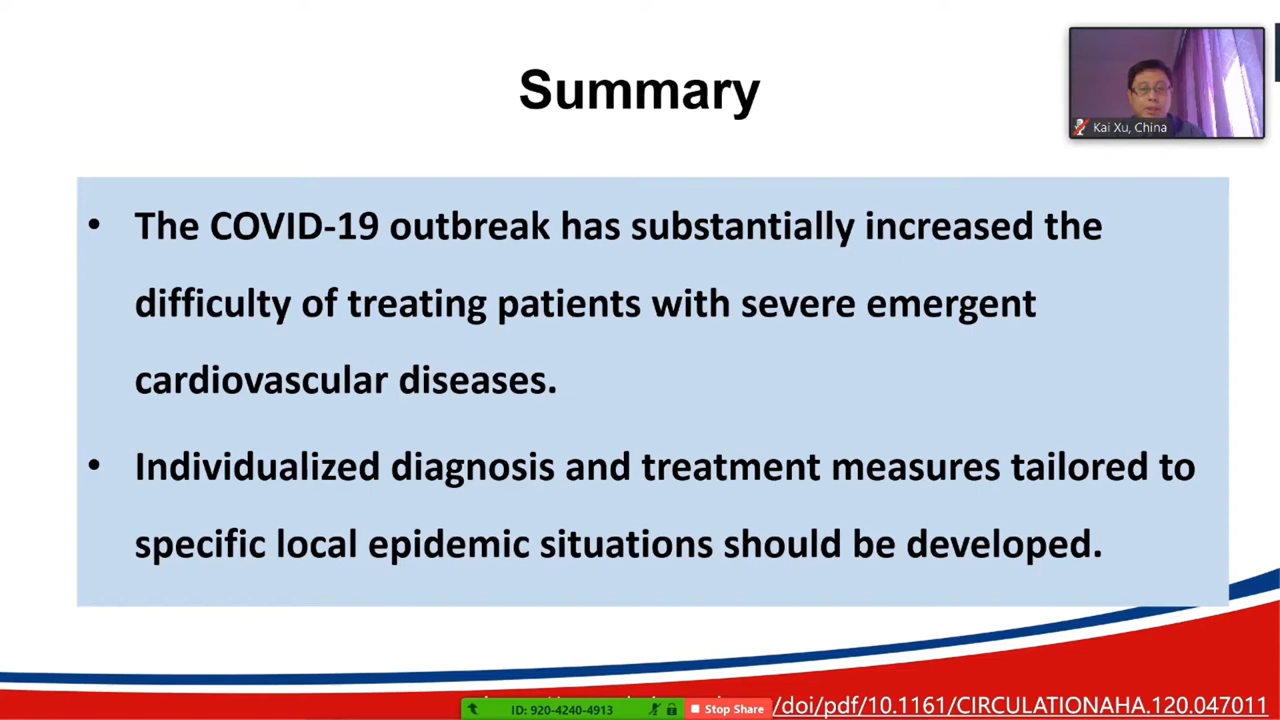 Summary
Kai Xu, China
• The COVID-19 outbreak has substantially increased the
difficulty of treating patients with severe emergent
cardiovascular diseases.
• Individualized diagnosis and treatment measures tailored to
specific local epidemic situations should be developed.
/doi/pdf/10.1161/CIRCULATIONAHA.120.047011
ID: 920-4240-4913
Stop Share